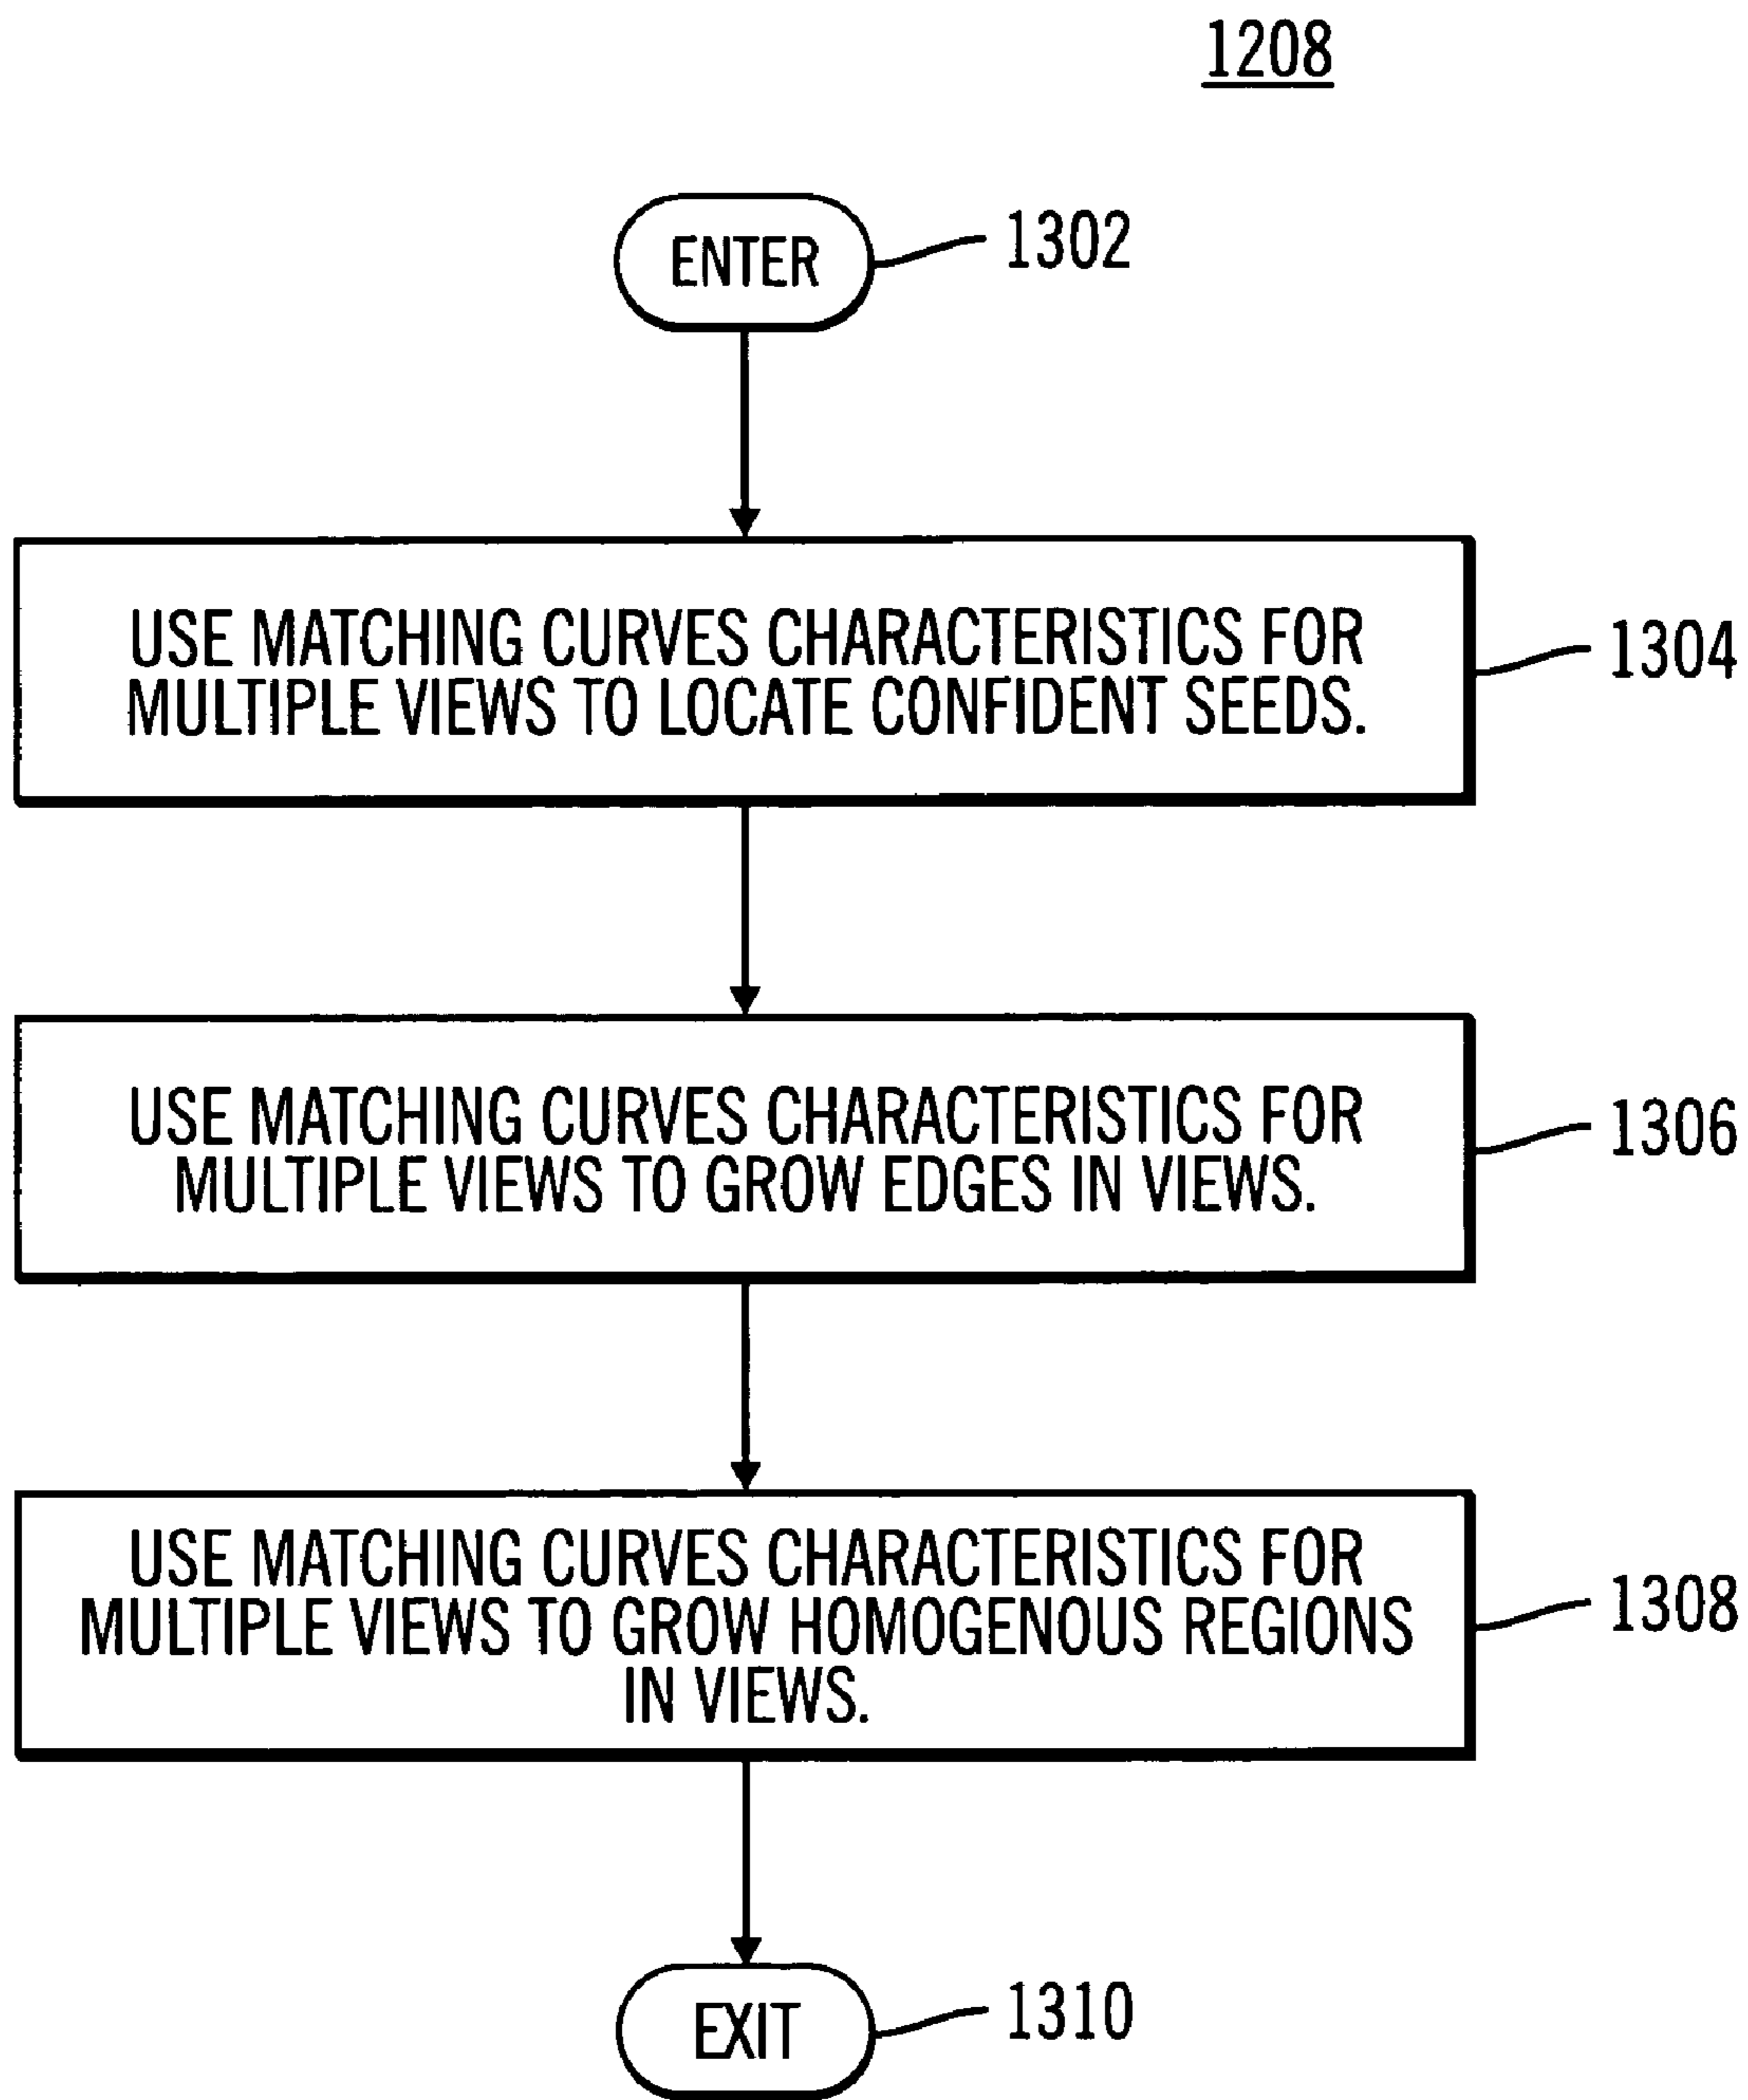 1208
ENTER
1302
USE MATCHING CURVES CHARACTERISTICS FOR
MULTIPLE VIEWS TO LOCATE CONFIDENT SEEDS.
1304
USE MATCHING CURVES CHARACTERISTICS FOR
MULTIPLE VIEWS TO GROW EDGES IN VIEWS.
1306
USE MATCHING CURVES CHARACTERISTICS FOR
MULTIPLE VIEWS TO GROW HOMOGENOUS REGIONS
IN VIEWS.
1308
EXIT
1310